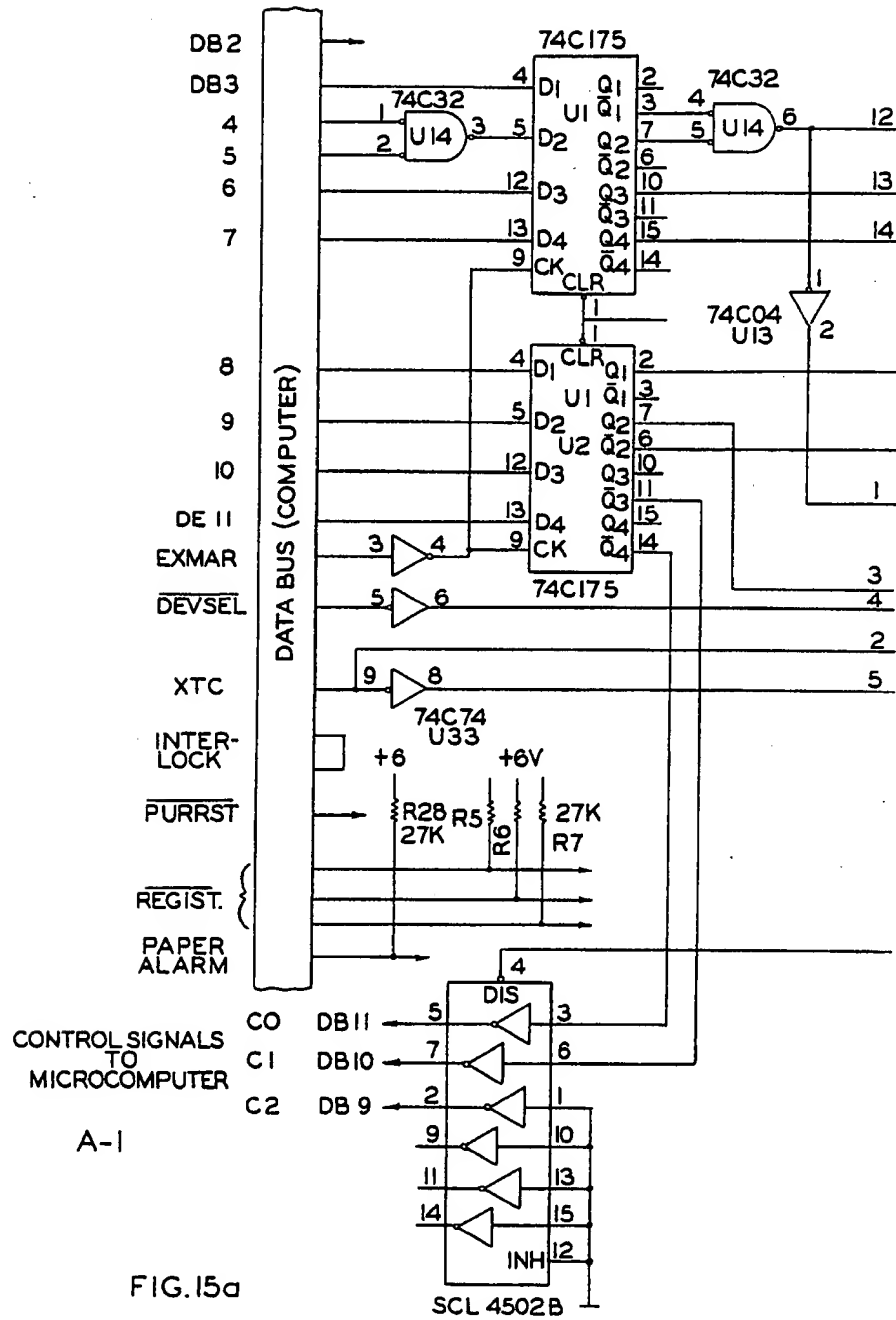 DB2
74C175
DB3 4 D1 Q1 2 74C32
74C32 U1 Q̅1 3 4
4 1 U14 3 5 D2 Q2 7 5 U14 6 12
5 2 Q̅2 6
6 12 D3 Q3 10 13
Q̅3 11
7 13 D4 Q4 15 14
9 CK Q̅4 14
CLR 1 1
1 74C04
CLR U13 2
8 4 D1 Q1 2
U1 Q̅1 3
9 5 D2 Q2 7
U2 Q̅2 6
10 12 D3 Q3 10
Q̅3 11 1
DE 11 13 D4 Q4 15
EXMAR 3 4 9 CK Q̅4 14
74C175 3
D̅E̅V̅S̅E̅L̅ 5 6 4
2
XTC 9 8 5
74C74
U33
DATA BUS (COMPUTER)
INTER-
LOCK
+6 +6V
P̅U̅R̅R̅S̅T̅ R28 R5 27K
27K R6 R7
R̅E̅G̅I̅S̅T̅.
PAPER
ALARM
4
DIS
C0 DB11 5 3
CONTROL SIGNALS
TO
MICROCOMPUTER
C1 DB10 7 6
C2 DB 9 2 1
A-1
9 10
11 13
14 15
INH 12
FIG.15a
SCL 4502B